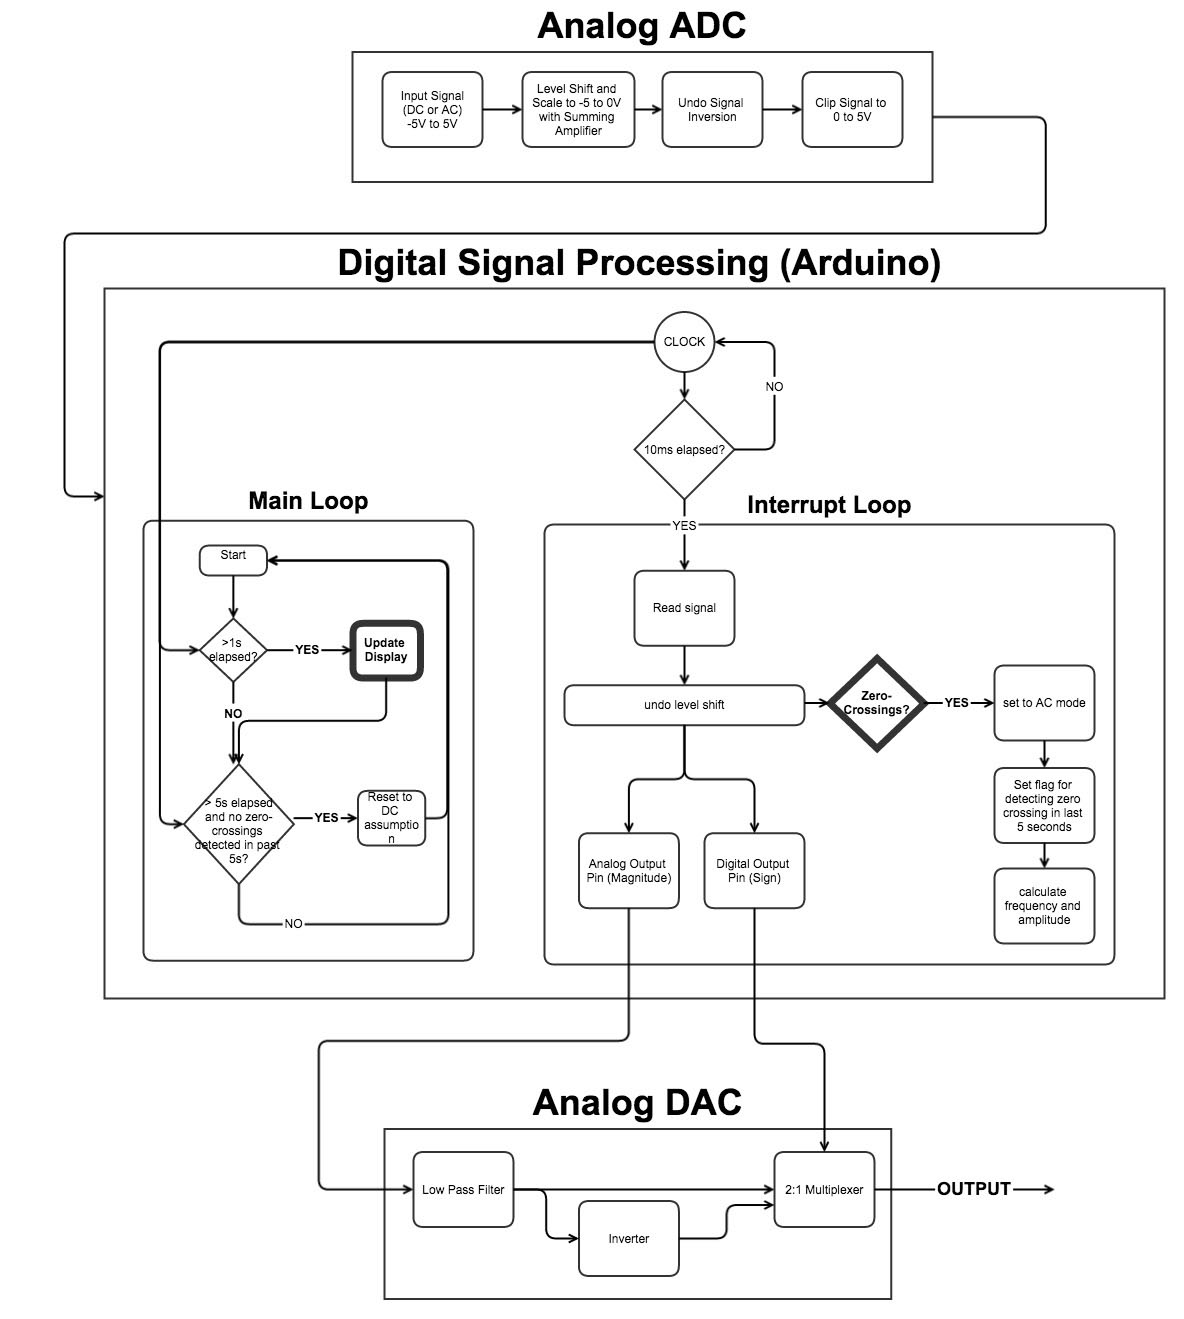 Analog ADC
Input Signal
(DC or AC)
-5V to 5V
Level Shift and
Scale to -5 to 0V
with Summing
Amplifier
Undo Signal
Inversion
Clip Signal to
0 to 5V
Digital Signal Processing (Arduino)
CLOCK
NO
10ms elapsed?
YES
Main Loop
Start
>1s
elapsed?
YES
Update
Display
NO
> 5s elapsed
and no zero-
crossings
detected in past
5s?
YES
Reset to
DC
assumptio
n
NO
Interrupt Loop
Read signal
undo level shift
Zero-
Crossings?
YES
set to AC mode
Set flag for
detecting zero
crossing in last
5 seconds
calculate
frequency and
amplitude
Analog Output
Pin (Magnitude)
Digital Output
Pin (Sign)
Analog DAC
Low Pass Filter
Inverter
2:1 Multiplexer
OUTPUT